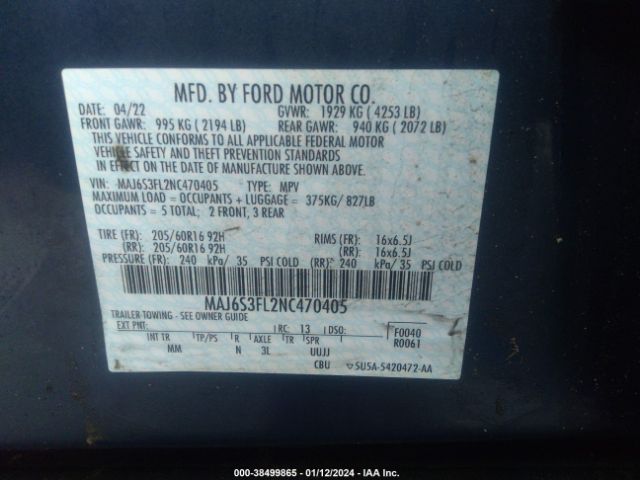 MFD. BY FORD MOTOR CO.
DATE: 04/22 GVWR: 1929 KG ( 4253 LB)
FRONT GAWR: 995 KG ( 2194 LB) REAR GAWR: 940 KG ( 2072 LB)
THIS VEHICLE CONFORMS TO ALL APPLICABLE FEDERAL MOTOR
VEHICLE SAFETY AND THEFT PREVENTION STANDARDS
IN EFFECT ON THE DATE OF MANUFACTURE SHOWN ABOVE.
VIN: MAJ6S3FL2NC470405 TYPE: MPV
MAXIMUM LOAD = OCCUPANTS + LUGGAGE = 375KG/ 827LB
OCCUPANTS = 5 TOTAL; 2 FRONT, 3 REAR
TIRE (FR): 205/60R16 92H RIMS (FR): 16x6.5J
(RR): 205/60R16 92H (RR): 16x6.5J
PRESSURE (FR): 240 kPa/ 35 PSI COLD (RR): 240 kPa/ 35 PSI COLD
MAJ6S3FL2NC470405
TRAILER TOWING - SEE OWNER GUIDE
EXT PNT: RC: 13 DSO: F0040
INT TR TP/PS R AXLE TR SPR R0061
MM N 3L UUJJ
CBU SU5A-5420472-AA
000-38499865 - 01/12/2024 - IAA Inc.